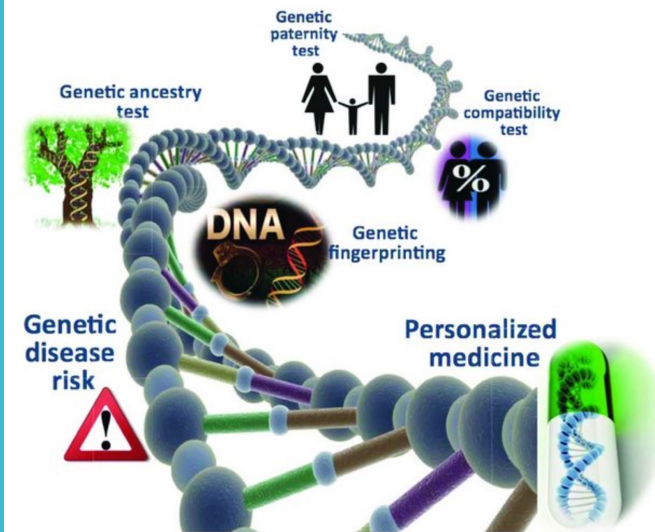 Genetic
paternity
test
Genetic ancestry
test
Genetic
compatibility
test
%
DNA
Genetic
fingerprinting
Genetic
disease
risk
!
Personalized
medicine